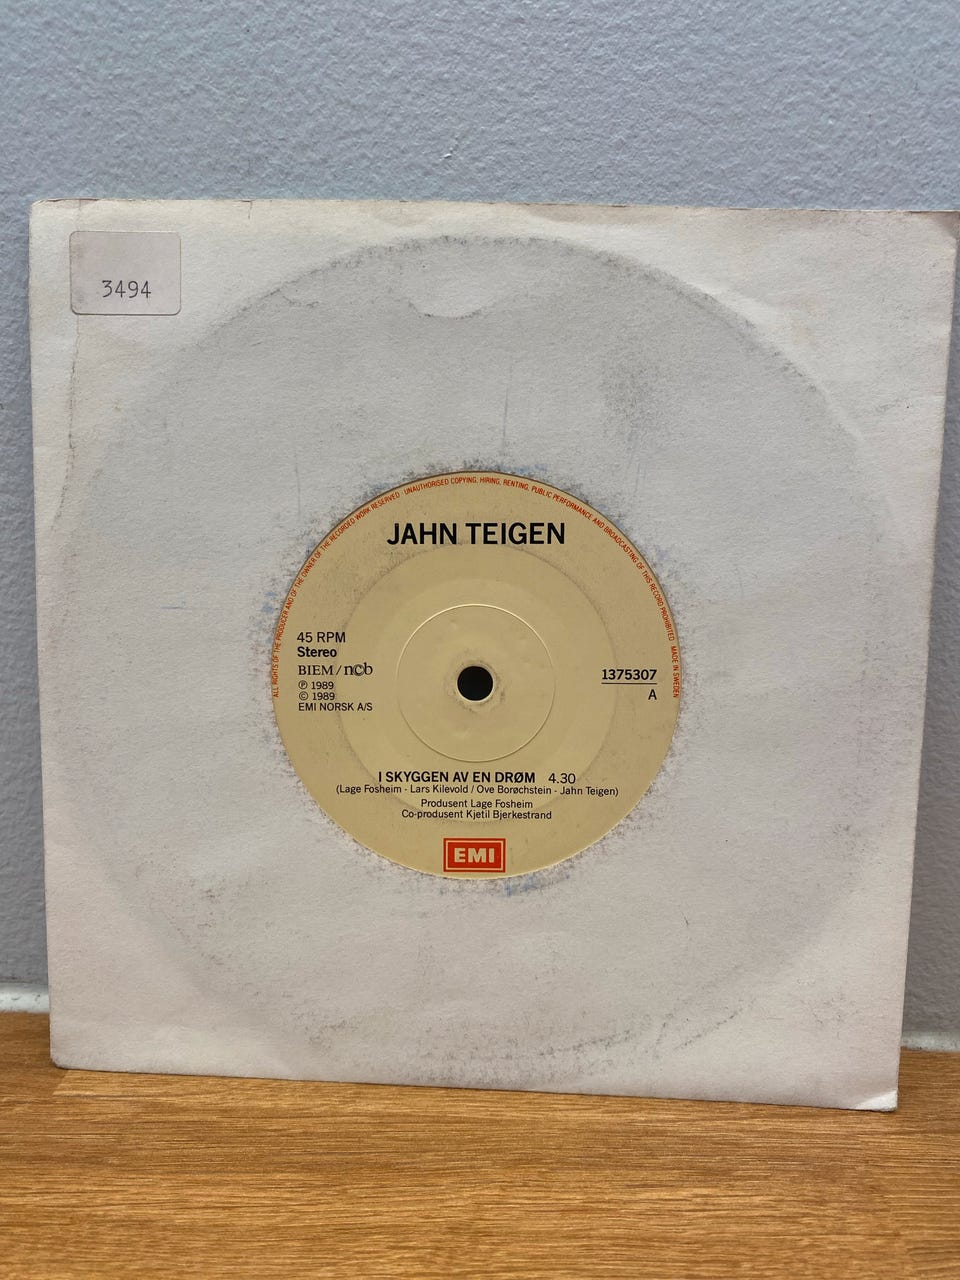 3494
ALL RIGHTS OF THE PRODUCER AND OF THE OWNER OF THE RECORDED WORK RESERVED · UNAUTHORISED COPYING, HIRING, RENTING, PUBLIC PERFORMANCE AND BROADCASTING OF THIS RECORD PROHIBITED · MADE IN SWEDEN
JAHN TEIGEN
45 RPM
Stereo
BIEM / ncb
℗ 1989
© 1989
EMI NORSK A/S
1375307
A
I SKYGGEN AV EN DRØM 4.30
(Lage Fosheim - Lars Kilevold / Ove Borøchstein - Jahn Teigen)
Produsent Lage Fosheim
Co-produsent Kjetil Bjerkestrand
EMI